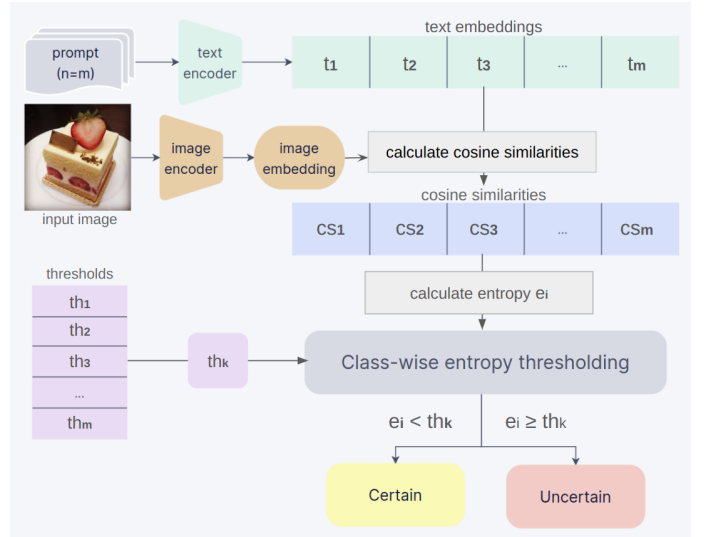 prompt
(n=m)
text
encoder
text embeddings
t1 t2 t3 ... tm
image
encoder
image
embedding
calculate cosine similarities
input image
cosine similarities
CS1 CS2 CS3 ... CSm
thresholds
th1
th2
th3
...
thm
calculate entropy ei
thk
Class-wise entropy thresholding
ei < thk
ei ≥ thk
Certain
Uncertain